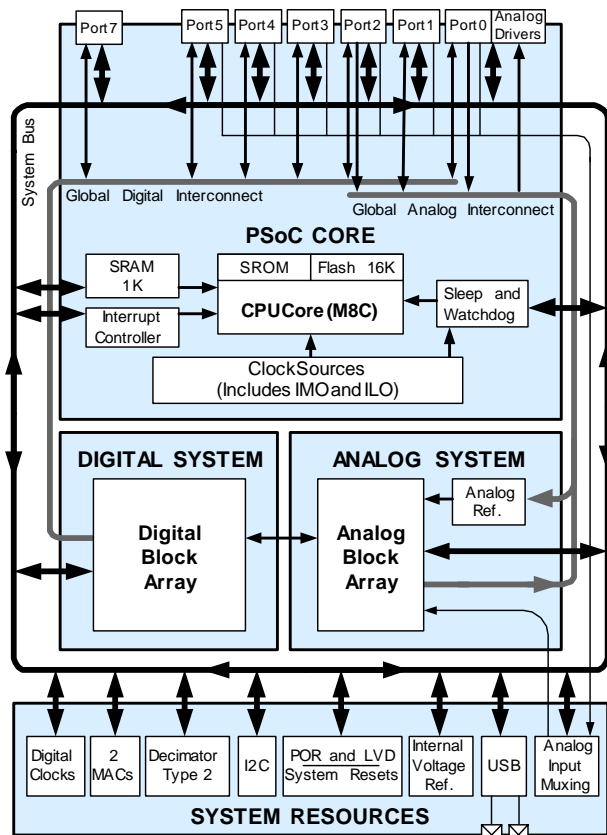 Port7
Port5
Port4
Port3
Port2
Port1
Port0
Analog
Drivers
System Bus
Global Digital Interconnect
Global Analog Interconnect
PSoC CORE
SRAM
1K
SROM
Flash 16K
CPUCore (M8C)
Sleep and
Watchdog
Interrupt
Controller
ClockSources
(Includes IMO and ILO)
DIGITAL SYSTEM
ANALOG SYSTEM
Digital
Block
Array
Analog
Block
Array
Analog
Ref.
Digital
Clocks
2
MACs
Decimator
Type 2
I2C
POR and LVD
System Resets
Internal
Voltage
Ref.
USB
Analog
Input
Muxing
SYSTEM RESOURCES